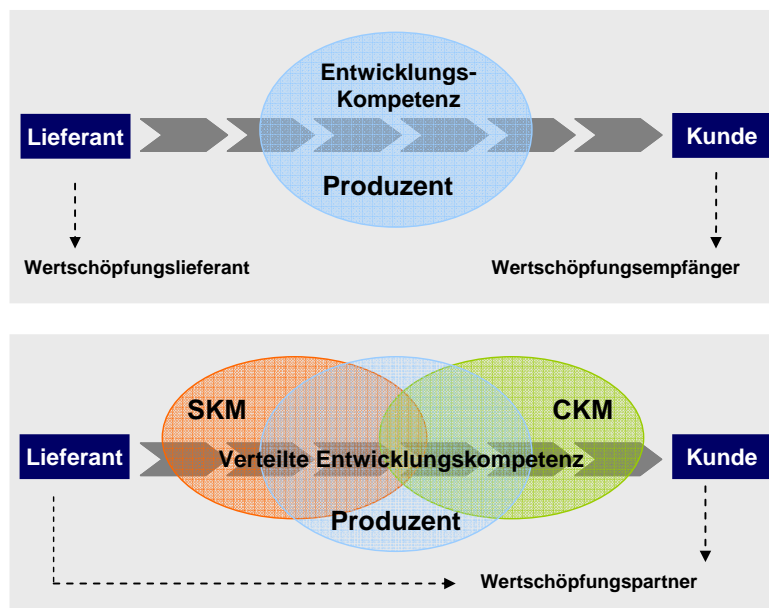 Entwicklungs-
Kompetenz
Lieferant
Kunde
Produzent
Wertschöpfungslieferant
Wertschöpfungsempfänger
SKM
CKM
Lieferant
Verteilte Entwicklungskompetenz
Kunde
Produzent
Wertschöpfungspartner